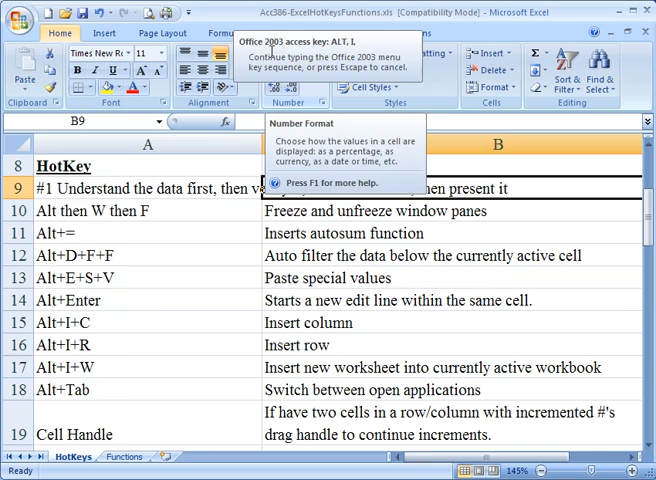 Acc386-ExcelHotKeysFunctions.xls [Compatibility Mode] - Microsoft Excel
Home Insert Page Layout Formu
Office 2003 access key: ALT, I,
Continue typing the Office 2003 menu
key sequence, or press Escape to cancel.
Times New Ro 11
Paste
B I U
Cell Styles
Insert
Delete
Format
Sort &
Filter
Find &
Select
Clipboard Font Alignment Number Styles Cells Editing
B9
Number Format
Choose how the values in a cell are
displayed: as a percentage, as
currency, as a date or time, etc.
Press F1 for more help.
A B
8 HotKey
9 #1 Understand the data first, then ve hen present it
10 Alt then W then F Freeze and unfreeze window panes
11 Alt+= Inserts autosum function
12 Alt+D+F+F Auto filter the data below the currently active cell
13 Alt+E+S+V Paste special values
14 Alt+Enter Starts a new edit line within the same cell.
15 Alt+I+C Insert column
16 Alt+I+R Insert row
17 Alt+I+W Insert new worksheet into currently active workbook
18 Alt+Tab Switch between open applications
If have two cells in a row/column with incremented #'s
19 Cell Handle drag handle to continue increments.
HotKeys Functions
Ready 145%